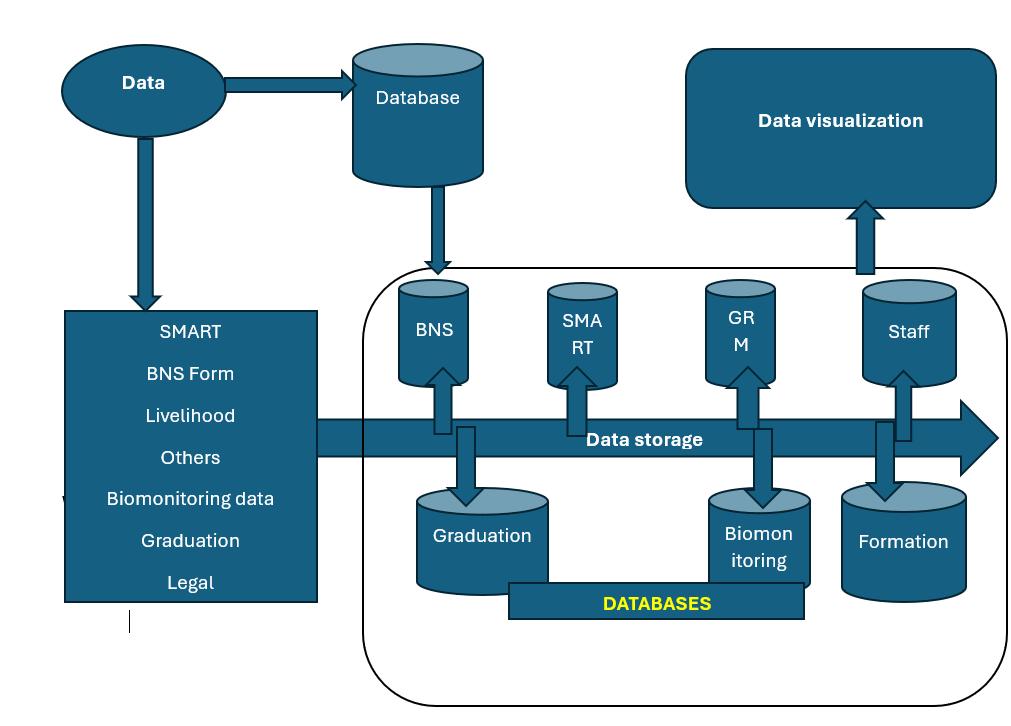 Data
Database
Data visualization
BNS
SMA
RT
GR
M
Staff
SMART
BNS Form
Livelihood
Others
Biomonitoring data
Graduation
Legal
Data storage
Graduation
Biomon
itoring
Formation
DATABASES